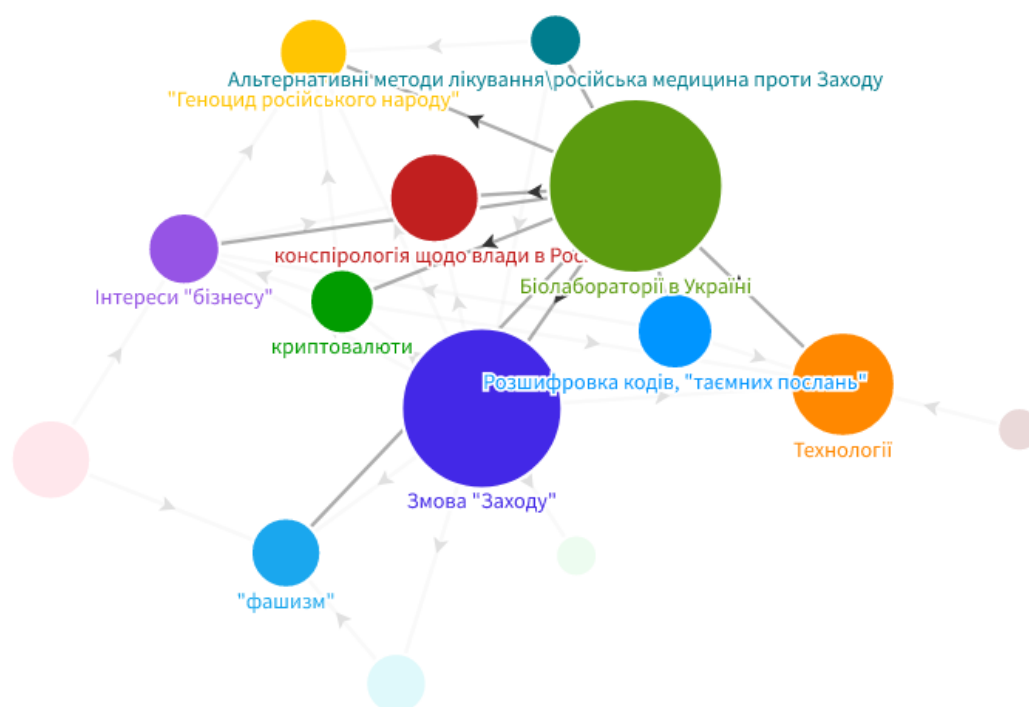 Альтернативні методи лікування\російська медицина проти Заходу
"Геноцид російського народу"
конспірологія щодо влади в
Біолабораторії в Україні
Інтереси "бізнесу"
криптовалюти
Розшифровка кодів, "таємних послань"
Технології
Змова "Заходу"
"фашизм"